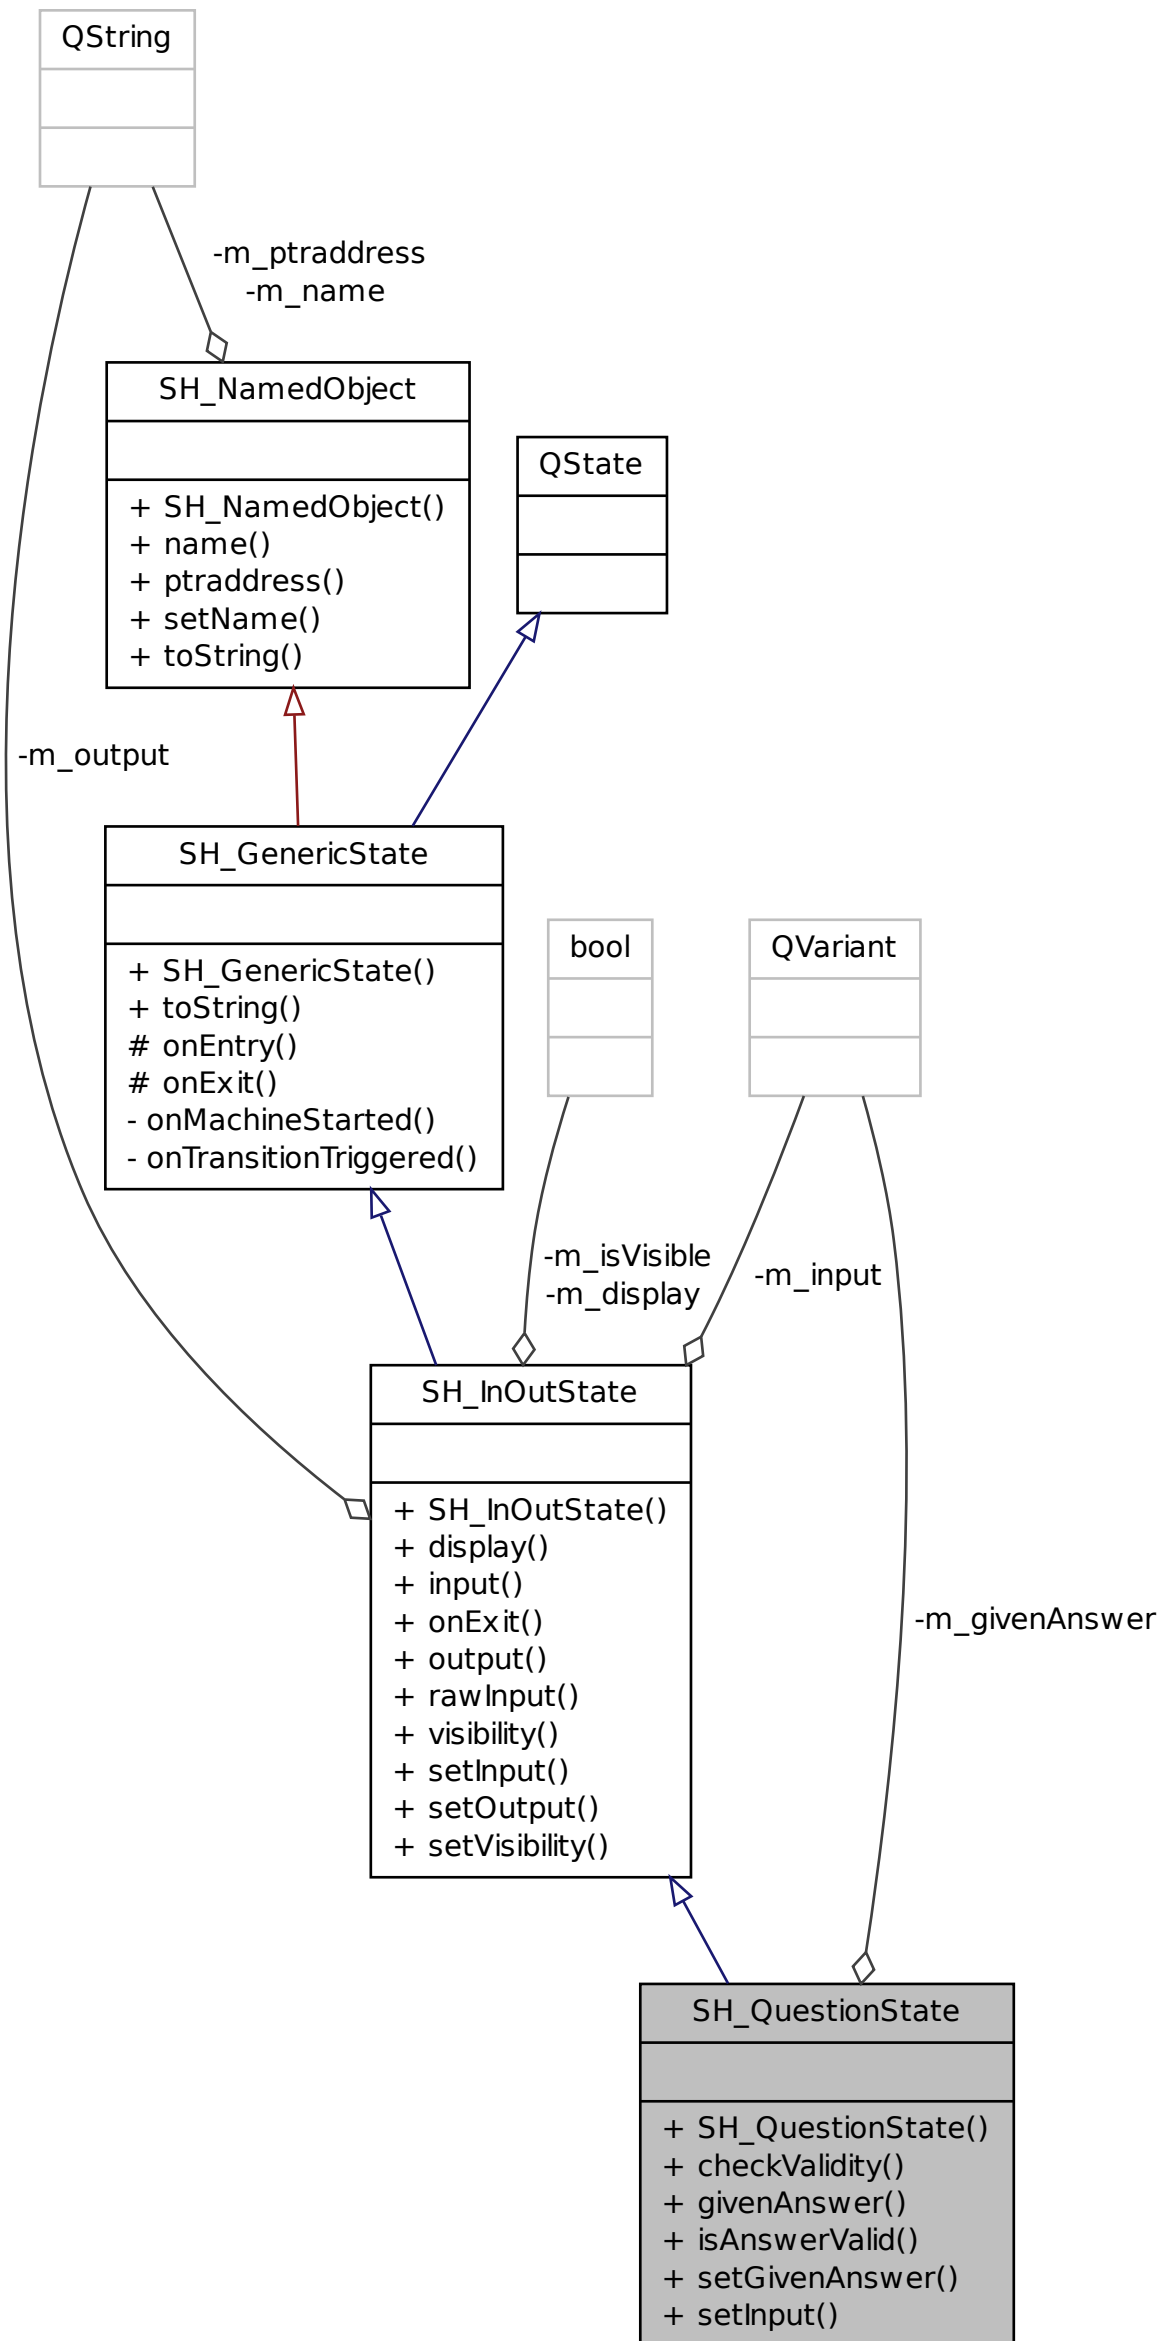 QString
-m_ptraddress
-m_name
SH_NamedObject
+ SH_NamedObject()
+ name()
+ ptraddress()
+ setName()
+ toString()
QState
-m_output
SH_GenericState
+ SH_GenericState()
+ toString()
# onEntry()
# onExit()
- onMachineStarted()
- onTransitionTriggered()
bool
QVariant
-m_isVisible
-m_display
-m_input
SH_InOutState
+ SH_InOutState()
+ display()
+ input()
+ onExit()
+ output()
+ rawInput()
+ visibility()
+ setInput()
+ setOutput()
+ setVisibility()
-m_givenAnswer
SH_QuestionState
+ SH_QuestionState()
+ checkValidity()
+ givenAnswer()
+ isAnswerValid()
+ setGivenAnswer()
+ setInput()